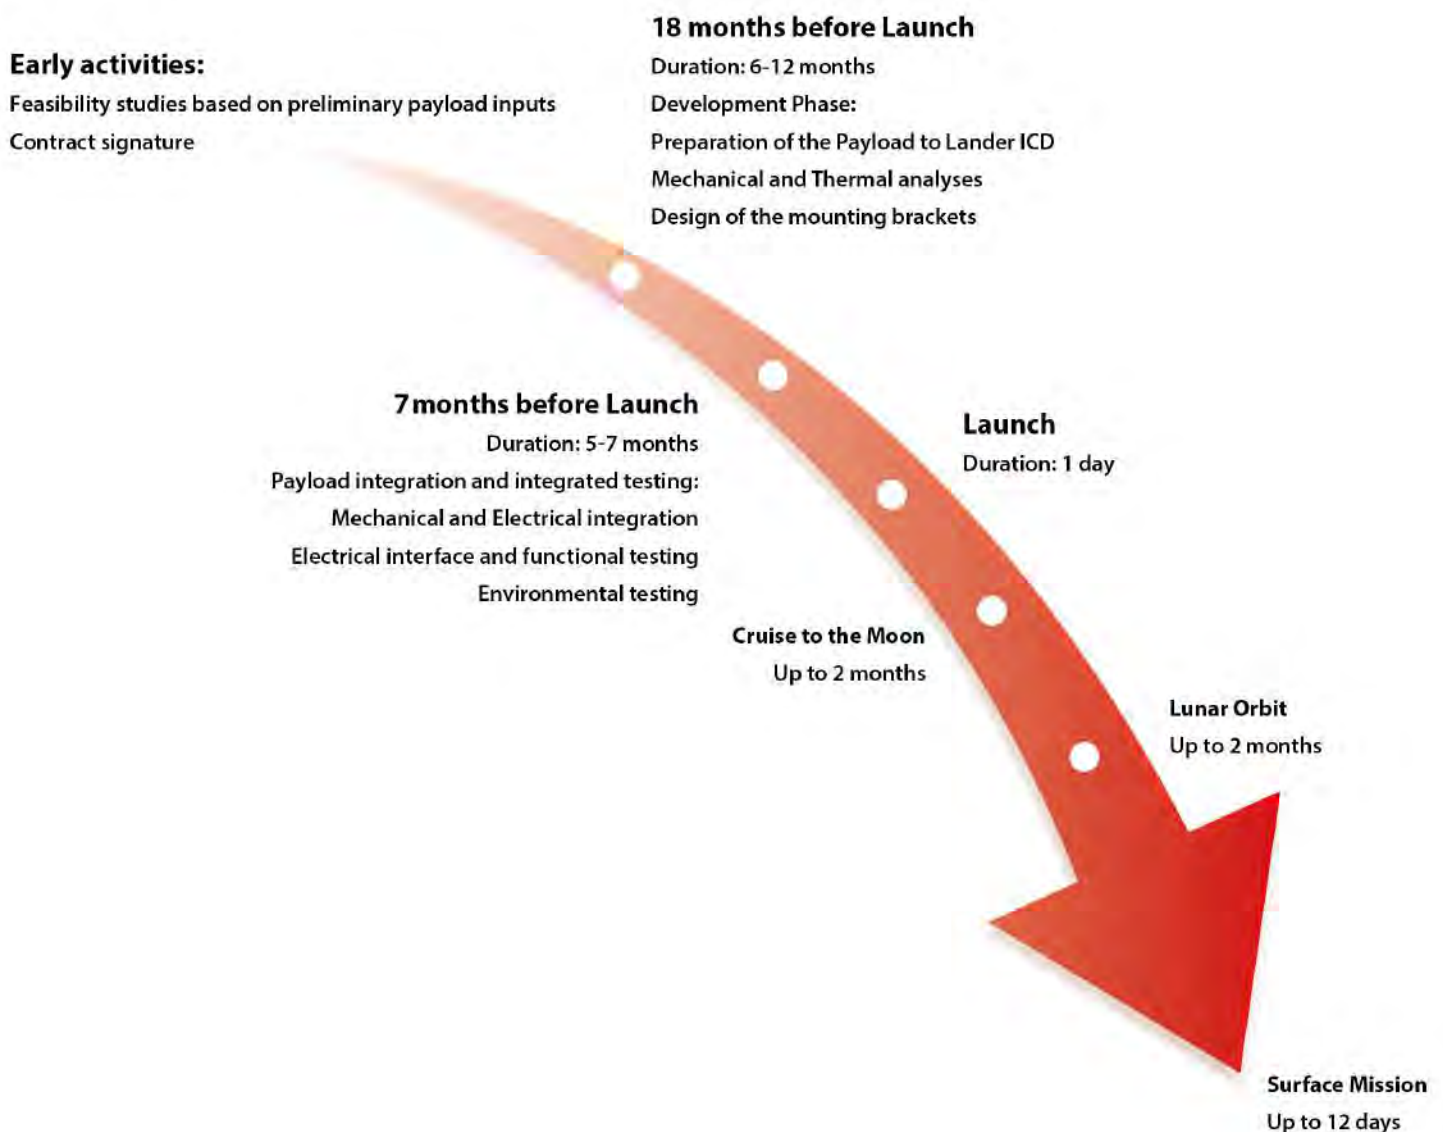 Early activities:
Feasibility studies based on preliminary payload inputs
Contract signature
18 months before Launch
Duration: 6-12 months
Development Phase:
Preparation of the Payload to Lander ICD
Mechanical and Thermal analyses
Design of the mounting brackets
7 months before Launch
Duration: 5-7 months
Payload integration and integrated testing:
Mechanical and Electrical integration
Electrical interface and functional testing
Environmental testing
Launch
Duration: 1 day
Cruise to the Moon
Up to 2 months
Lunar Orbit
Up to 2 months
Surface Mission
Up to 12 days